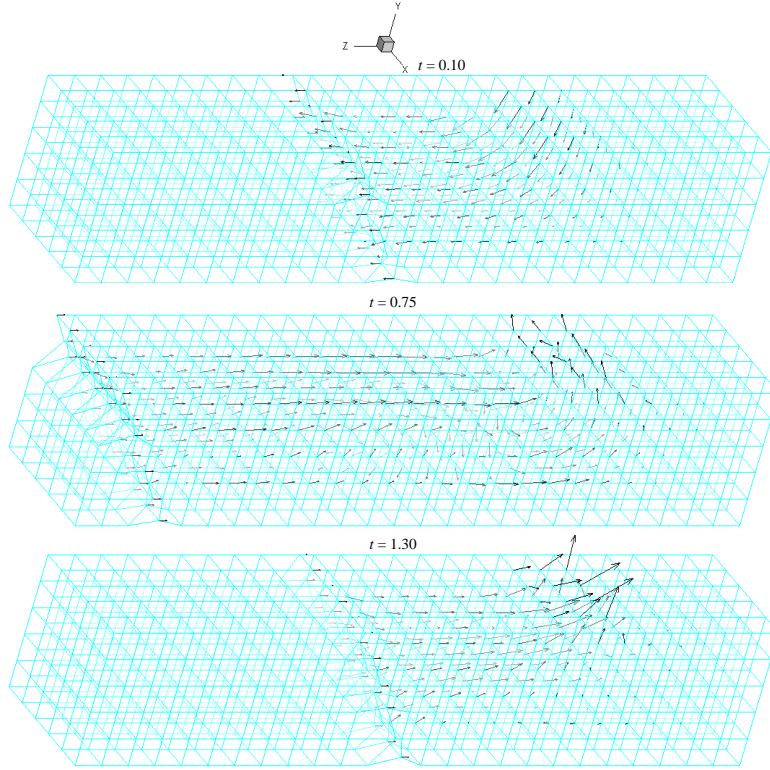 Y
Z
X
t = 0.10
t = 0.75
t = 1.30